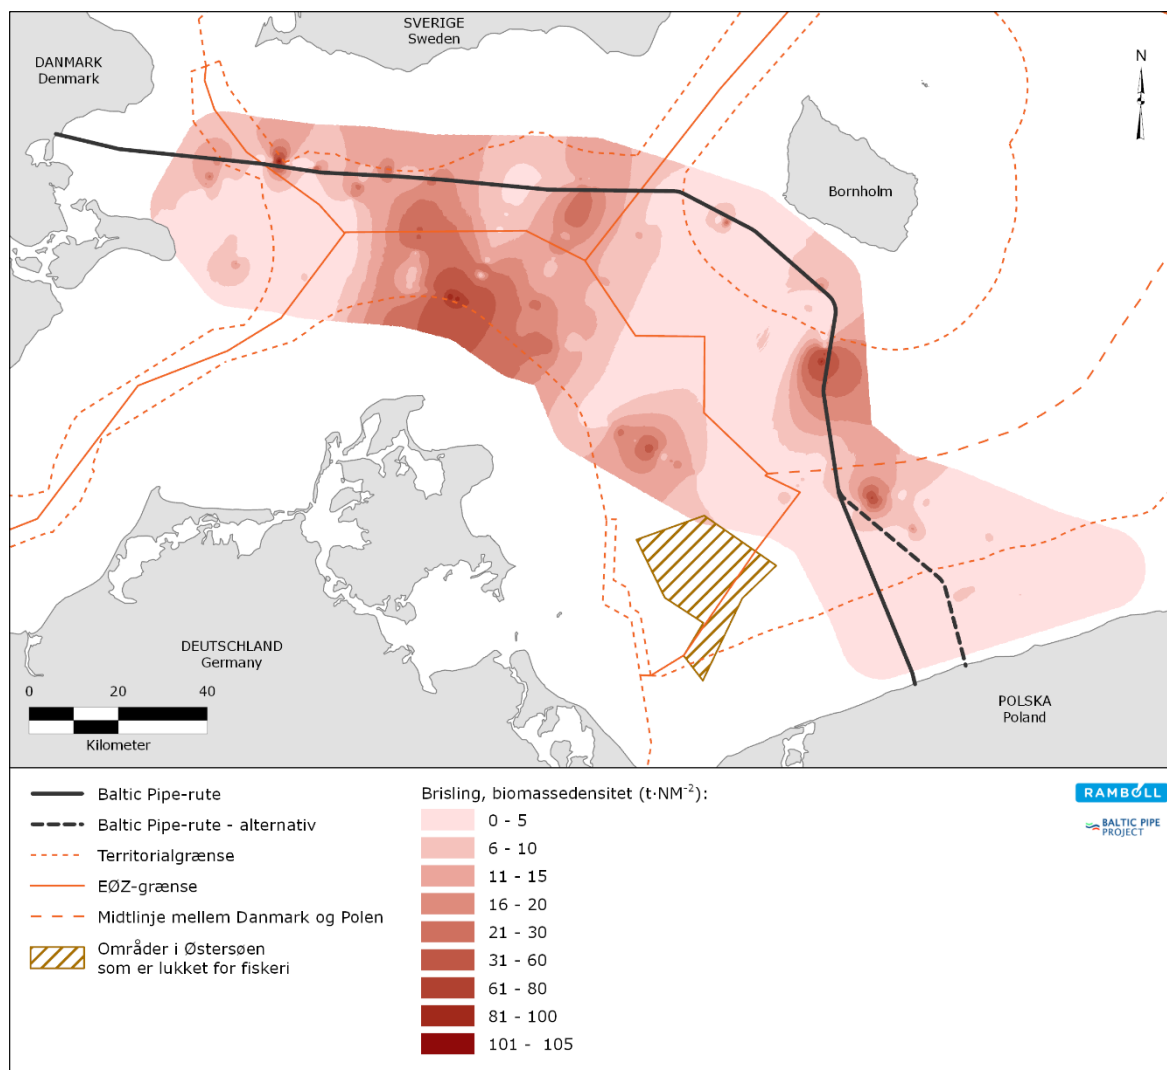 SVERIGE
Sweden
DANMARK
Denmark
N
Bornholm
DEUTSCHLAND
Germany
0 20 40
Kilometer
POLSKA
Poland
Baltic Pipe-rute
Baltic Pipe-rute - alternativ
Territorialgrænse
EØZ-grænse
Midtlinje mellem Danmark og Polen
Områder i Østersøen
som er lukket for fiskeri
Brisling, biomassedensitet (t·NM⁻²):
0 - 5
6 - 10
11 - 15
16 - 20
21 - 30
31 - 60
61 - 80
81 - 100
101 - 105
RAMBOLL
BALTIC PIPE
PROJECT